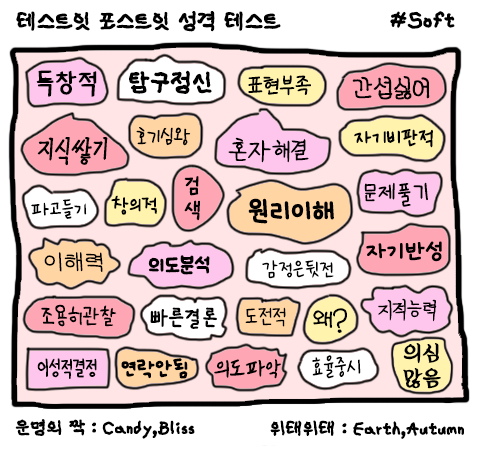 테스트잇 포스트잇 성격 테스트 #Soft
독창적 탐구정신 표현부족 간섭싫어
지식쌓기 호기심왕 혼자해결 자기비판적
파고들기 창의적 검색 원리이해 문제풀기
이해력 의도분석 감정은뒷전 자기반성
조용히관찰 빠른결론 도전적 왜? 지적능력
이성적결정 연락안됨 의도파악 효율중시 의심많음
운명의 짝 : Candy,Bliss 위태위태 : Earth,Autumn